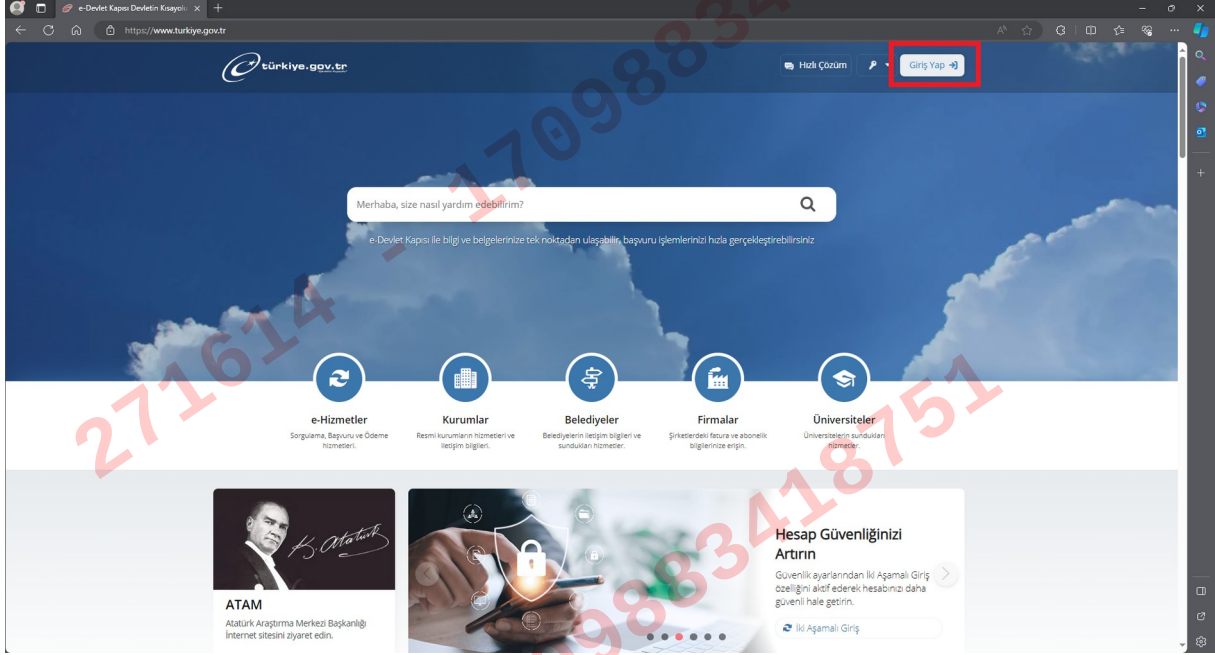 e-Devlet Kapısı Devletin Kısayolu
https://www.turkiye.gov.tr
türkiye.gov.tr
Hızlı Çözüm
Giriş Yap
Merhaba, size nasıl yardım edebilirim?
e-Devlet Kapısı ile bilgi ve belgelerinize tek noktadan ulaşabilir, başvuru işlemlerinizi hızla gerçekleştirebilirsiniz
e-Hizmetler
Sorgulama, Başvuru ve Ödeme
hizmetleri.
Kurumlar
Resmi kurumların hizmetleri ve
iletişim bilgileri.
Belediyeler
Belediyelerin iletişim bilgileri ve
sundukları hizmetler.
Firmalar
Şirketlerdeki fatura ve abonelik
bilgilerinize erişin.
Üniversiteler
Üniversitelerin sundukları
hizmetler.
K. Atatürk
ATAM
Atatürk Araştırma Merkezi Başkanlığı
İnternet sitesini ziyaret edin.
Hesap Güvenliğinizi
Artırın
Güvenlik ayarlarından İki Aşamalı Giriş
özelliğini aktif ederek hesabınızı daha
güvenli hale getirin.
İki Aşamalı Giriş
271614 - 1709883418751